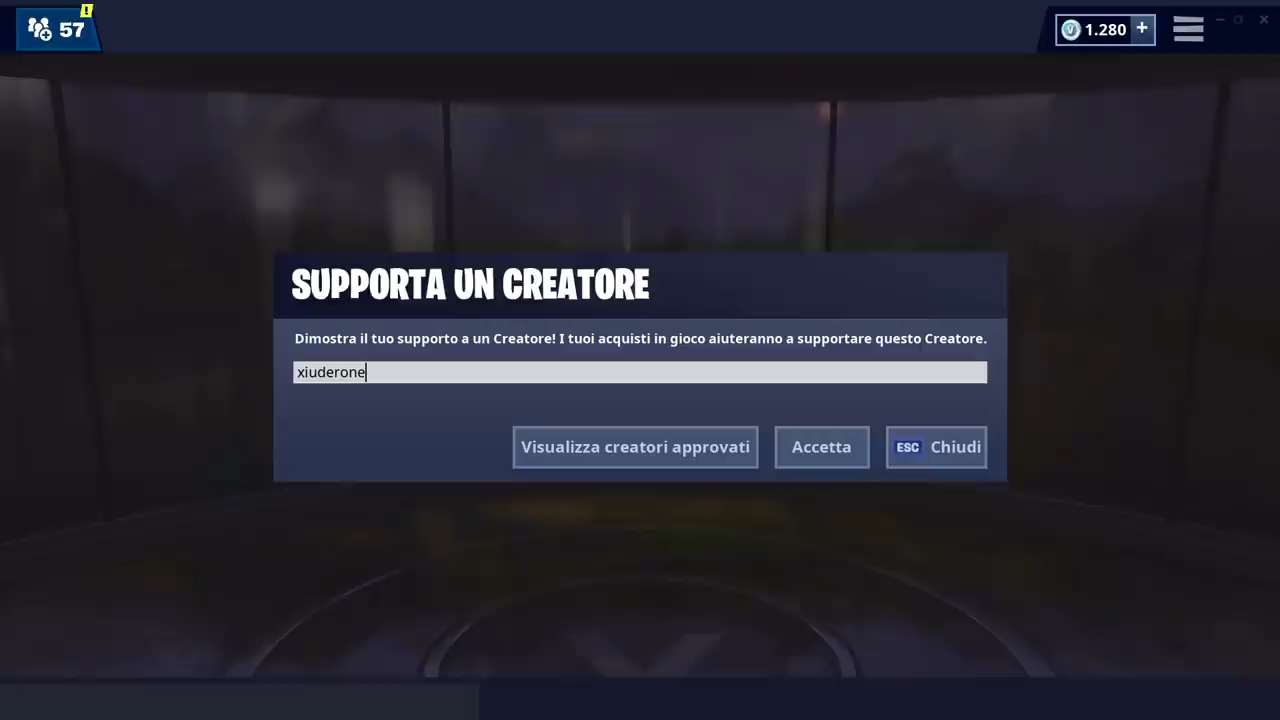 57
1.280 +
SUPPORTA UN CREATORE
Dimostra il tuo supporto a un Creatore! I tuoi acquisti in gioco aiuteranno a supportare questo Creatore.
xiuderone
Visualizza creatori approvati Accetta ESC Chiudi